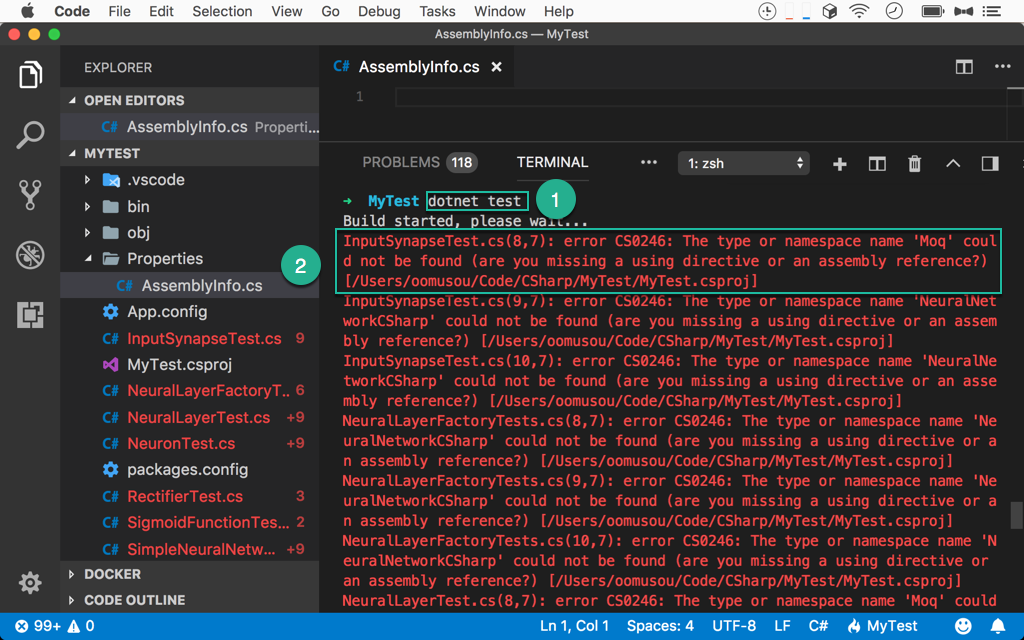 Code File Edit Selection View Go Debug Tasks Window Help
AssemblyInfo.cs — MyTest
EXPLORER
OPEN EDITORS
C# AssemblyInfo.cs Properti...
MYTEST
.vscode
bin
obj
Properties
C# AssemblyInfo.cs
App.config
C# InputSynapseTest.cs 9
MyTest.csproj
C# NeuralLayerFactoryT... 6
C# NeuralLayerTest.cs +9
C# NeuronTest.cs +9
packages.config
C# RectifierTest.cs 3
C# SigmoidFunctionTes... 2
C# SimpleNeuralNetw... +9
DOCKER
CODE OUTLINE
C# AssemblyInfo.cs ×
1
PROBLEMS 118 TERMINAL ••• 1: zsh
→ MyTest dotnet test
1
Build started, please wait...
2
InputSynapseTest.cs(8,7): error CS0246: The type or namespace name 'Moq' coul
d not be found (are you missing a using directive or an assembly reference?)
[/Users/oomusou/Code/CSharp/MyTest/MyTest.csproj]
InputSynapseTest.cs(9,7): error CS0246: The type or namespace name 'NeuralNet
workCSharp' could not be found (are you missing a using directive or an assem
bly reference?) [/Users/oomusou/Code/CSharp/MyTest/MyTest.csproj]
InputSynapseTest.cs(10,7): error CS0246: The type or namespace name 'NeuralNe
tworkCSharp' could not be found (are you missing a using directive or an asse
mbly reference?) [/Users/oomusou/Code/CSharp/MyTest/MyTest.csproj]
NeuralLayerFactoryTests.cs(8,7): error CS0246: The type or namespace name 'Ne
uralNetworkCSharp' could not be found (are you missing a using directive or a
n assembly reference?) [/Users/oomusou/Code/CSharp/MyTest/MyTest.csproj]
NeuralLayerFactoryTests.cs(9,7): error CS0246: The type or namespace name 'Ne
uralNetworkCSharp' could not be found (are you missing a using directive or a
n assembly reference?) [/Users/oomusou/Code/CSharp/MyTest/MyTest.csproj]
NeuralLayerFactoryTests.cs(10,7): error CS0246: The type or namespace name 'N
euralNetworkCSharp' could not be found (are you missing a using directive or
an assembly reference?) [/Users/oomusou/Code/CSharp/MyTest/MyTest.csproj]
NeuralLayerTest.cs(8,7): error CS0246: The type or namespace name 'Moq' could
99+ 0 Ln 1, Col 1 Spaces: 4 UTF-8 LF C# MyTest